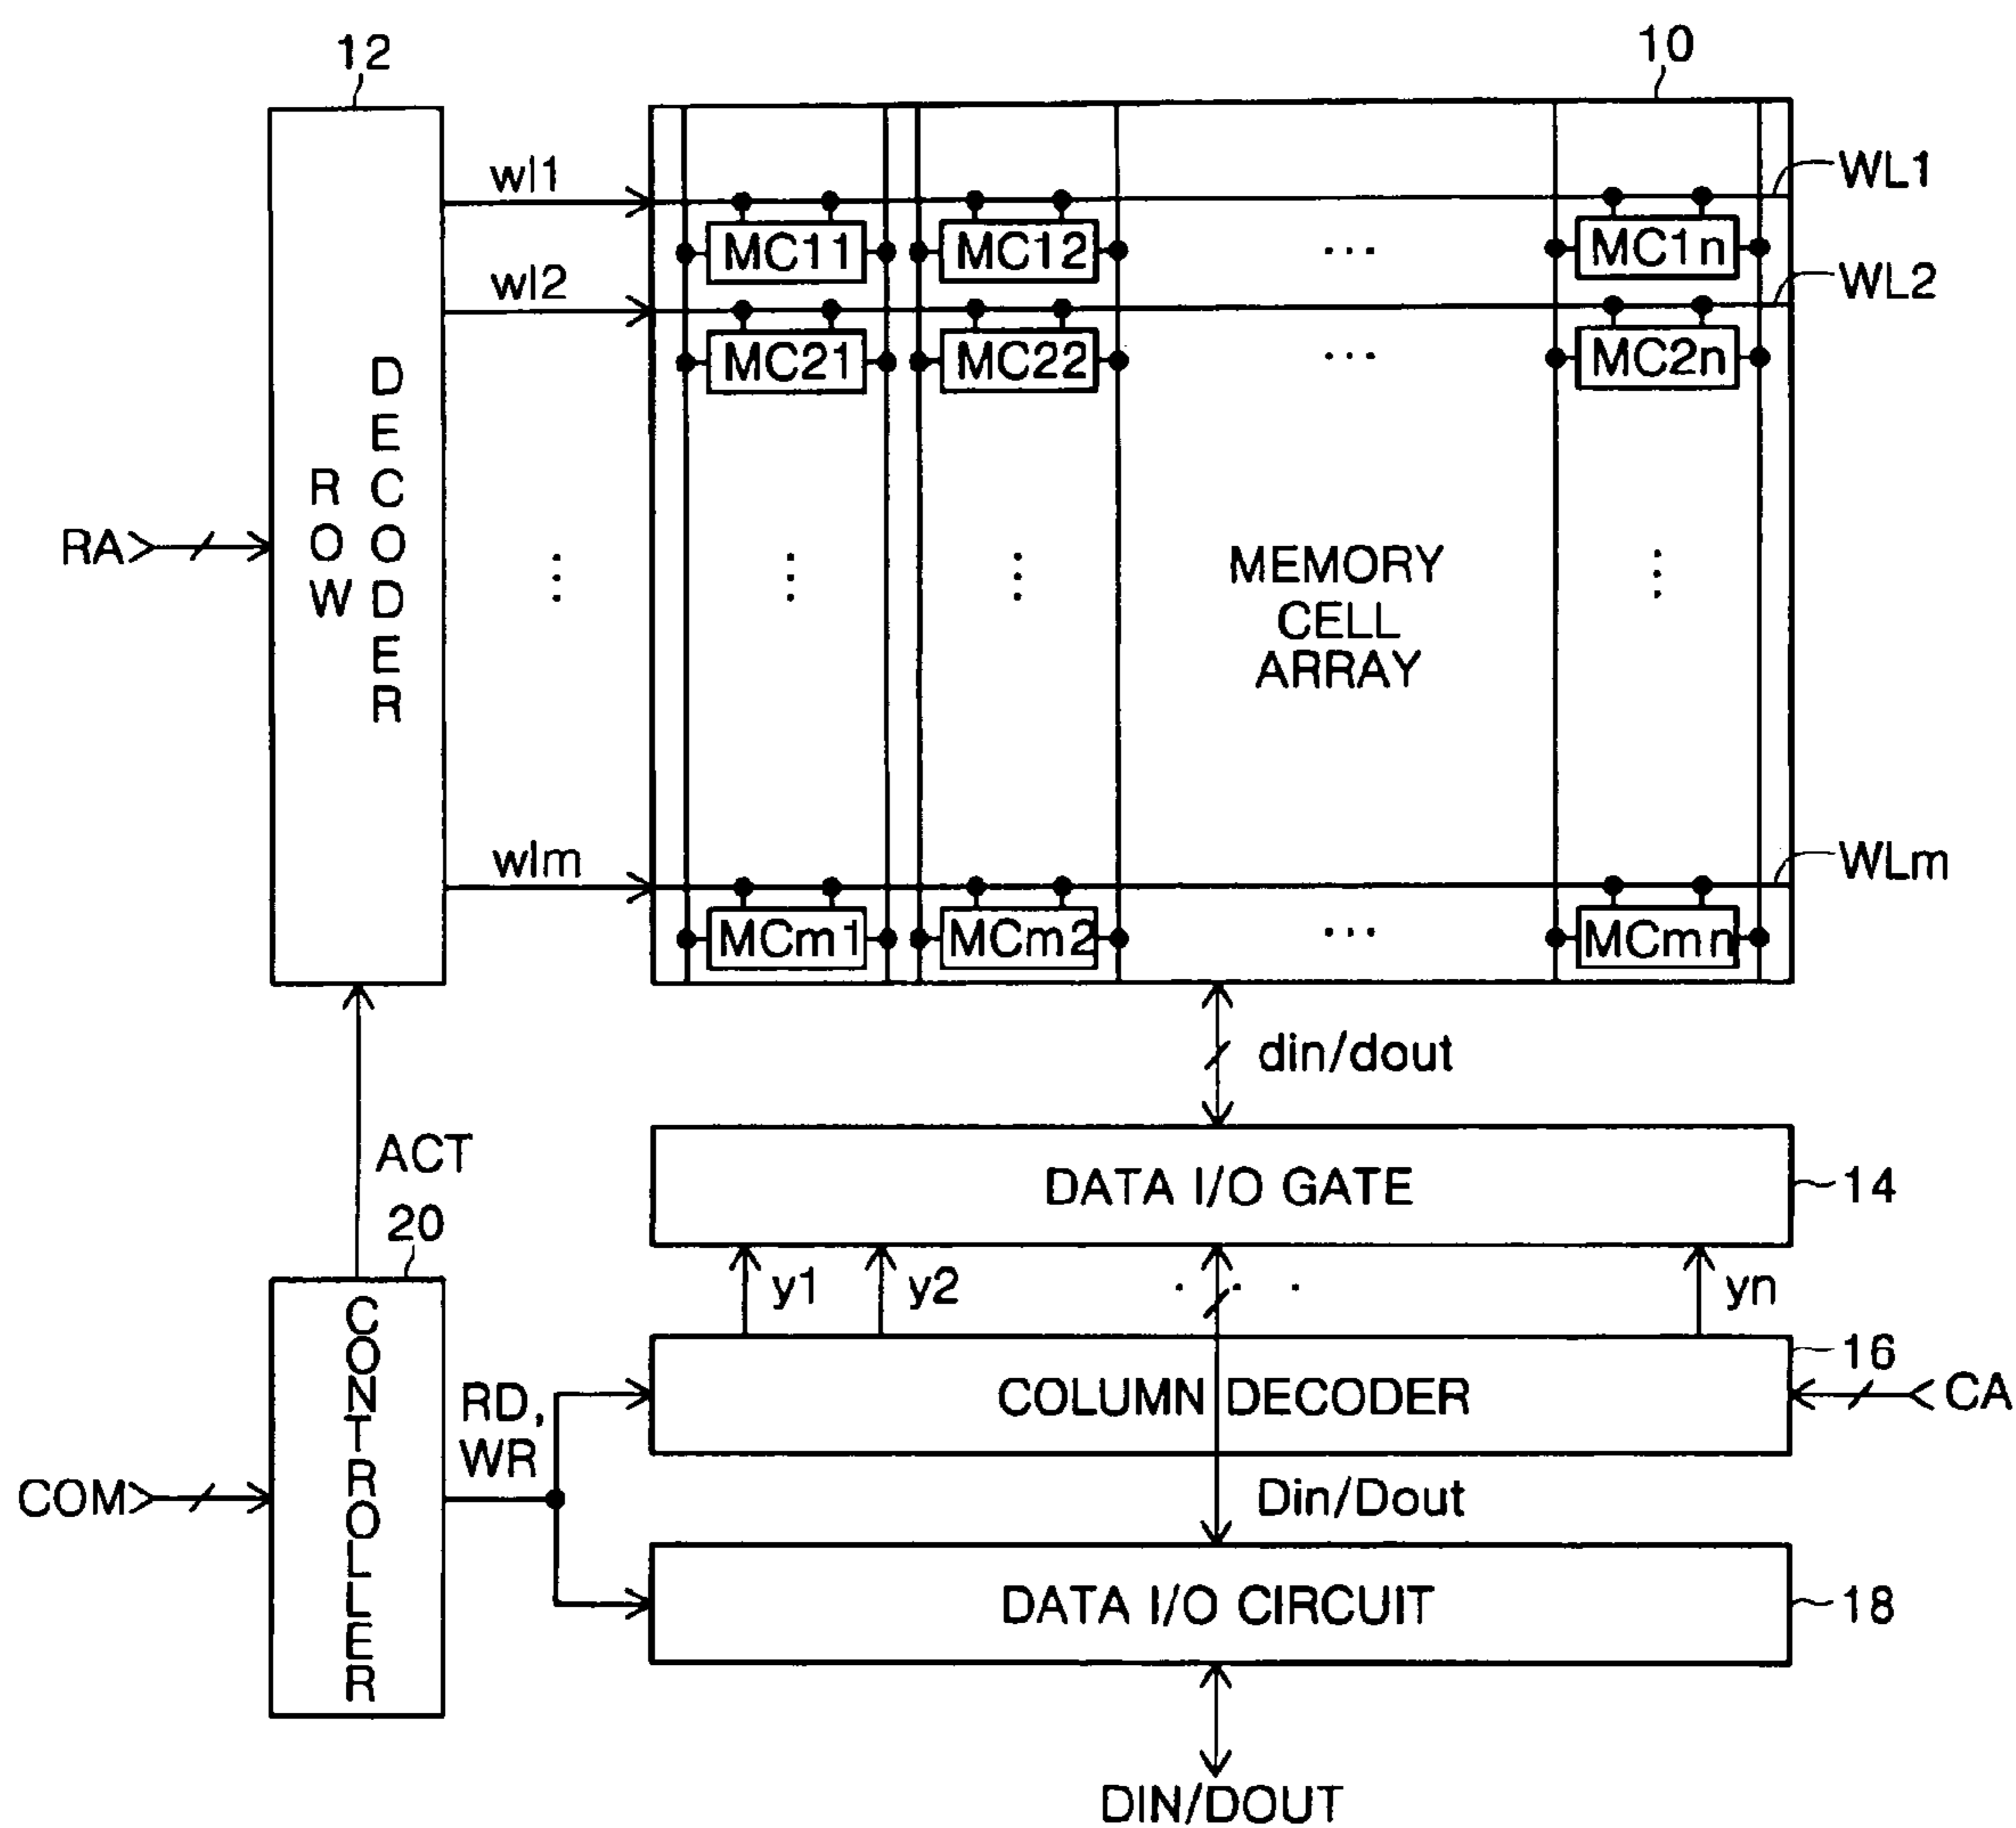 12
10
wl1
WL1
MC11 MC12 ... MC1n
wl2
WL2
MC21 MC22 ... MC2n
ROW
DECODER
RA
MEMORY
CELL
ARRAY
wlm
WLm
MCm1 MCm2 ... MCmn
din/dout
ACT
DATA I/O GATE
14
20
y1 y2 . . . yn
CONTROLLER
16
RD,
WR
COLUMN DECODER
CA
COM
Din/Dout
DATA I/O CIRCUIT
18
DIN/DOUT